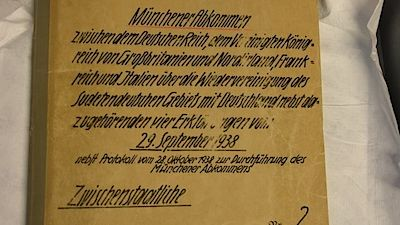 Münchener Abkommen
zwischen dem Deutschen Reich, dem Vereinigten König-
reich von Großbritanien und Nordirland, Frank-
reich und Italien über die Wiedervereinigung des
Sudetendeutschen Gebiets mit Deutschland nebst da-
zugehörenden vier Erklärungen vom
29. September 1938
nebst Protokoll vom 28. Oktober 1938 zur Durchführung des
Münchener Abkommens
Zwischenstaatliche
2